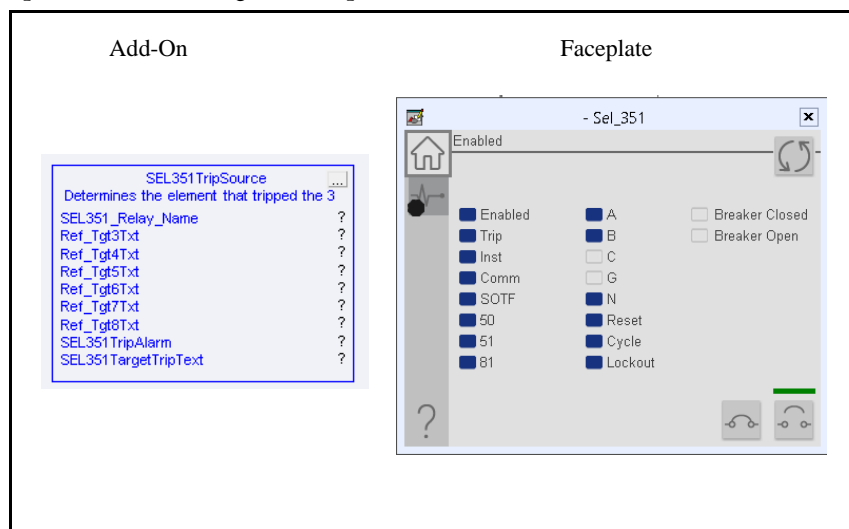 Add-On
Faceplate
SEL351TripSource
...
Determines the element that tripped the 3
SEL351_Relay_Name ?
Ref_Tgt3Txt ?
Ref_Tgt4Txt ?
Ref_Tgt5Txt ?
Ref_Tgt6Txt ?
Ref_Tgt7Txt ?
Ref_Tgt8Txt ?
SEL351TripAlarm ?
SEL351TargetTripText ?
- Sel_351
Enabled
Enabled A Breaker Closed
Trip B Breaker Open
Inst C
Comm G
SOTF N
50 Reset
51 Cycle
81 Lockout
?